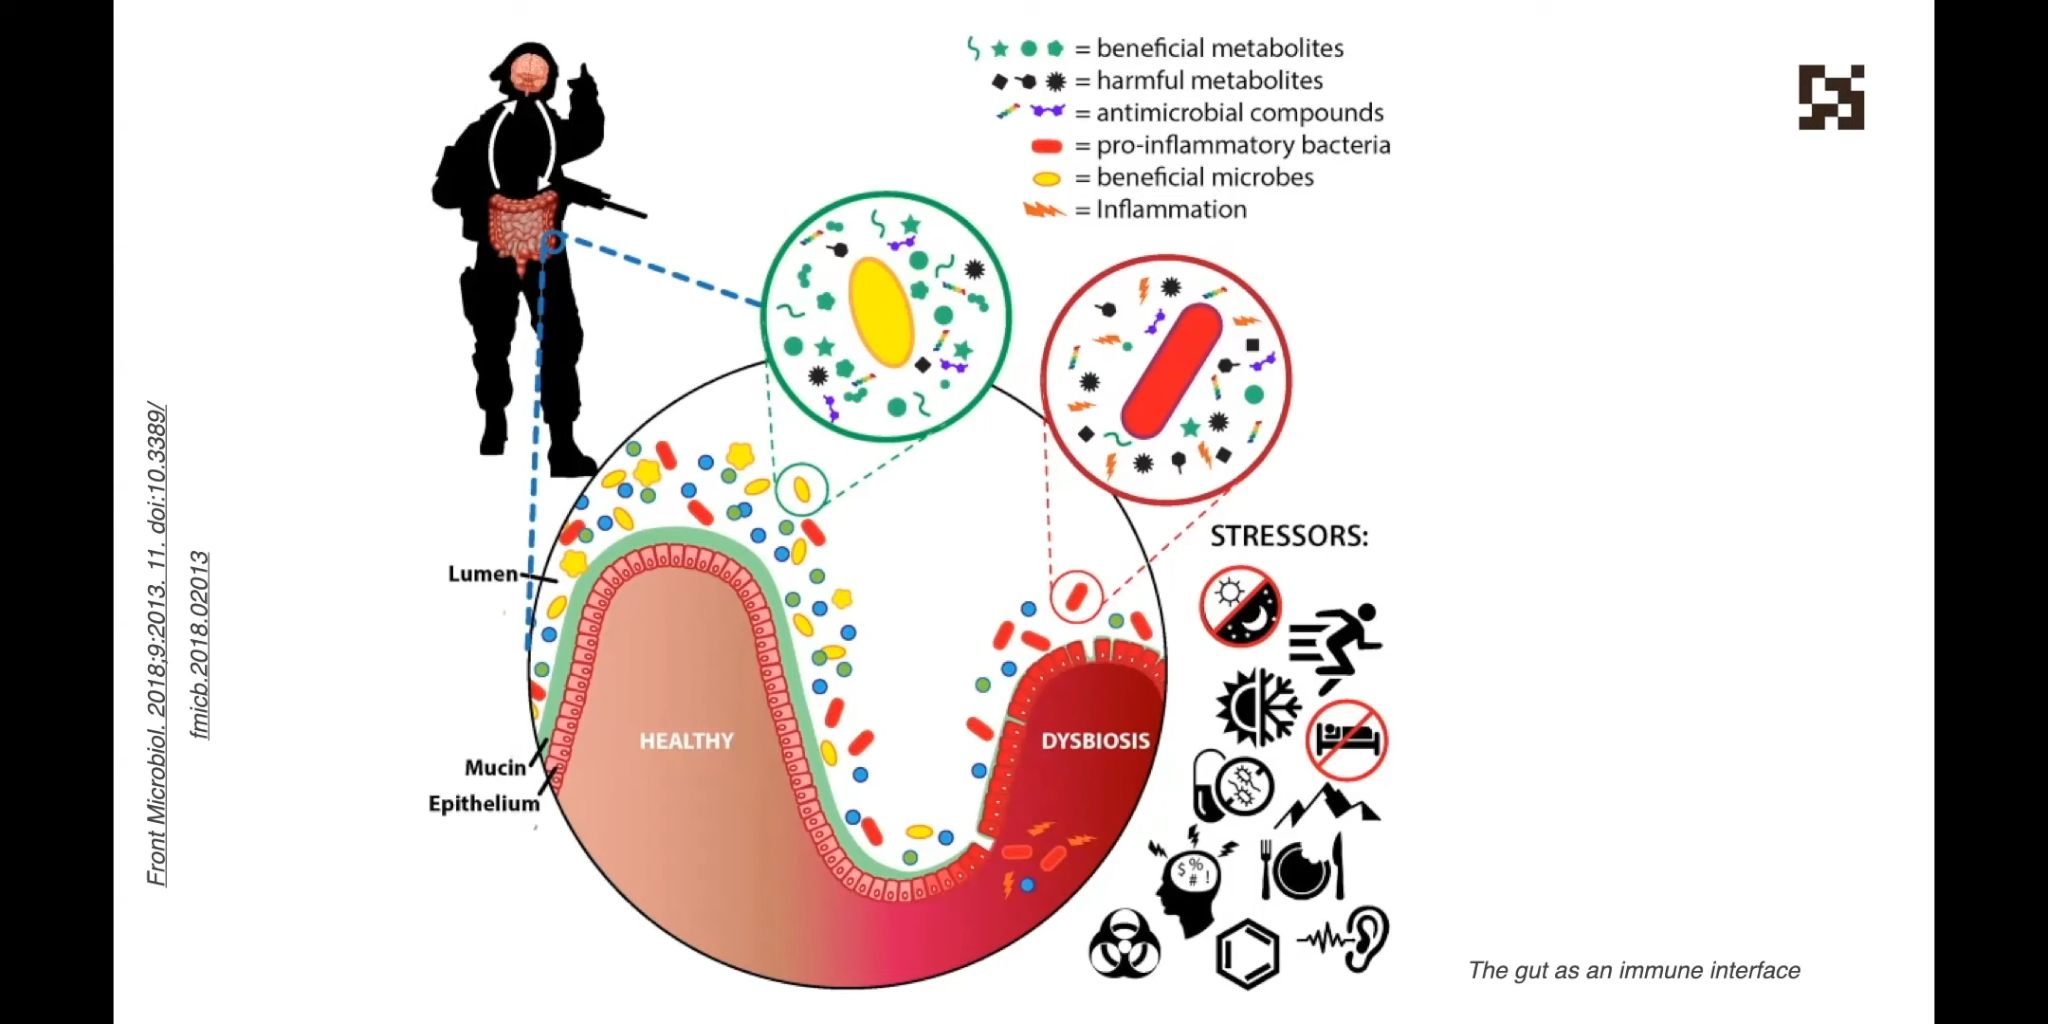 = beneficial metabolites
= harmful metabolites
= antimicrobial compounds
= pro-inflammatory bacteria
= beneficial microbes
= Inflammation
Lumen
Mucin
Epithelium
HEALTHY
DYSBIOSIS
STRESSORS:
$ %
# !
Front Microbiol. 2018;9:2013. 11. doi:10.3389/
fmicb.2018.02013
The gut as an immune interface